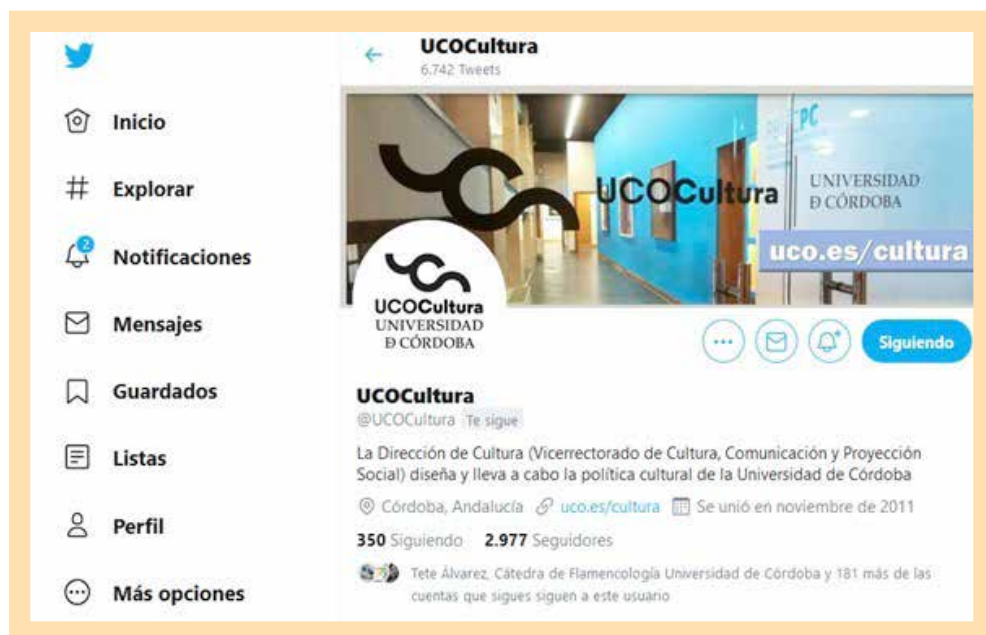 Inicio
Explorar
2
Notificaciones
Mensajes
Guardados
Listas
Perfil
Más opciones
UCOCultura
6.742 Tweets
PC
UCOCultura
UNIVERSIDAD
Ð CÓRDOBA
uco.es/cultura
UCOCultura
UNIVERSIDAD
Ð CÓRDOBA
Siguiendo
UCOCultura
@UCOCultura Te sigue
La Dirección de Cultura (Vicerrectorado de Cultura, Comunicación y Proyección
Social) diseña y lleva a cabo la política cultural de la Universidad de Córdoba
Córdoba, Andalucía uco.es/cultura Se unió en noviembre de 2011
350 Siguiendo 2.977 Seguidores
Tete Álvarez, Cátedra de Flamencología Universidad de Córdoba y 181 más de las
cuentas que sigues siguen a este usuario